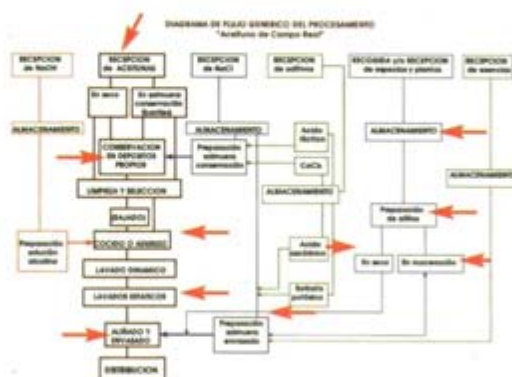 DIAGRAMA DE FLUJO GENERICO DEL PROCESAMIENTO
"Aceituna de Campo Real"
RECEPCION
de NaOH
RECEPCION
de ACEITUNAS
RECEPCION
de NaCl
RECEPCION
de aditivos
RECOGIDA y/o RECEPCION
de especias y plantas
RECEPCION
de esencias
En seco
En salmuera
conservación
ALMACENAMIENTO
ALMACENAMIENTO
ALMACENAMIENTO
CONSERVACION
EN DEPOSITOS
PROPIOS
Preparación
salmuera
conservación
Acido
láctico
CaCl2
ALMACENAMIENTO
ALMACENAMIENTO
LIMPIEZA Y SELECCION
(RAJADO)
Preparación
de aliños
Preparación
solución
alcalina
COCIDO O ADEREZO
LAVADO DINAMICO
Acido
ascórbico
En seco
En maceración
LAVADOS ESTATICOS
Sorbato
potásico
ALIÑADO Y
ENVASADO
Preparación
salmuera
envasado
DISTRIBUCION